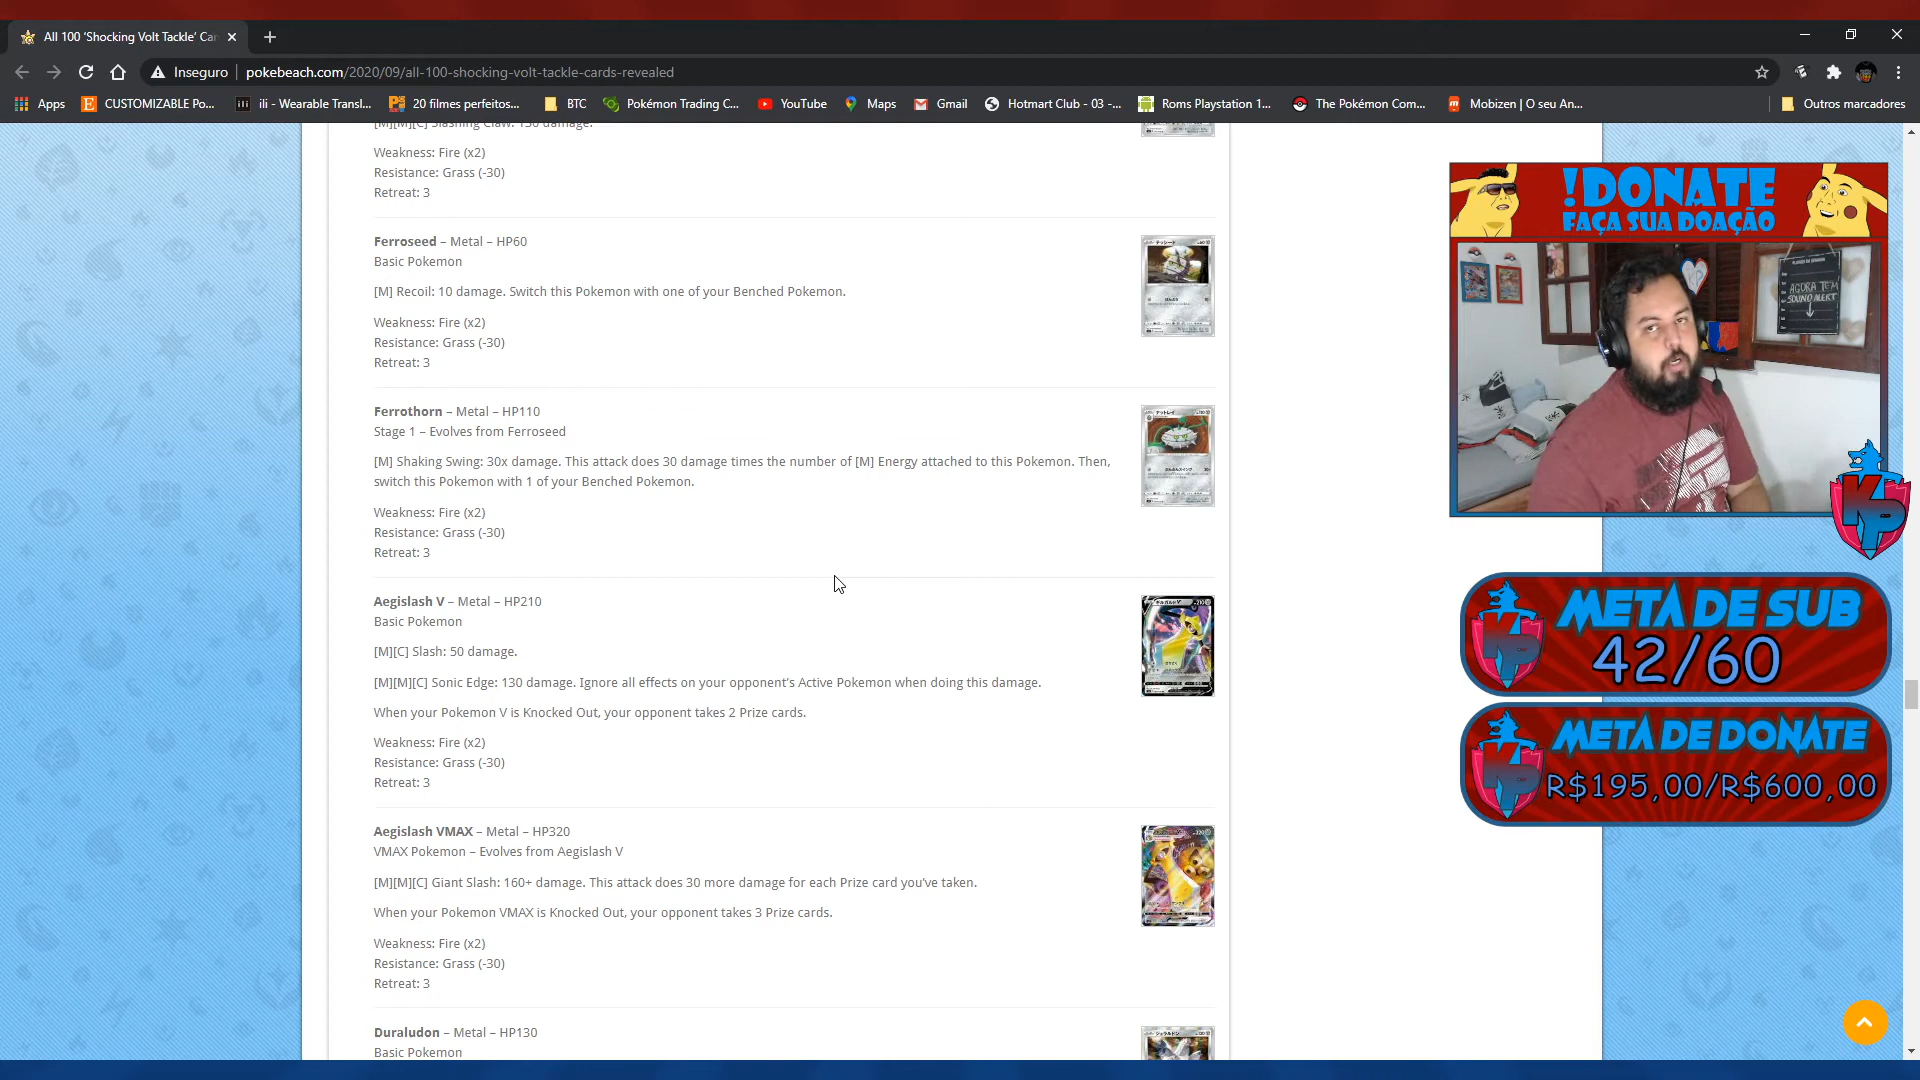 All 100 'Shocking Volt Tackle' Car
Inseguro
pokebeach.com/2020/09/all-100-shocking-volt-tackle-cards-revealed
Apps
CUSTOMIZABLE Po...
ili - Wearable Transl...
20 filmes perfeitos...
BTC
Pokémon Trading C...
YouTube
Maps
Gmail
Hotmart Club - 03 -...
Roms Playstation 1...
The Pokémon Com...
Mobizen | O seu An...
Outros marcadores
[M][M][C] Slashing Claw: 130 damage.
Weakness: Fire (x2)
Resistance: Grass (-30)
Retreat: 3
Ferroseed – Metal – HP60
Basic Pokemon
[M] Recoil: 10 damage. Switch this Pokemon with one of your Benched Pokemon.
Weakness: Fire (x2)
Resistance: Grass (-30)
Retreat: 3
Ferrothorn – Metal – HP110
Stage 1 – Evolves from Ferroseed
[M] Shaking Swing: 30x damage. This attack does 30 damage times the number of [M] Energy attached to this Pokemon. Then,
switch this Pokemon with 1 of your Benched Pokemon.
Weakness: Fire (x2)
Resistance: Grass (-30)
Retreat: 3
Aegislash V – Metal – HP210
Basic Pokemon
[M][C] Slash: 50 damage.
[M][M][C] Sonic Edge: 130 damage. Ignore all effects on your opponent's Active Pokemon when doing this damage.
When your Pokemon V is Knocked Out, your opponent takes 2 Prize cards.
Weakness: Fire (x2)
Resistance: Grass (-30)
Retreat: 3
Aegislash VMAX – Metal – HP320
VMAX Pokemon – Evolves from Aegislash V
[M][M][C] Giant Slash: 160+ damage. This attack does 30 more damage for each Prize card you've taken.
When your Pokemon VMAX is Knocked Out, your opponent takes 3 Prize cards.
Weakness: Fire (x2)
Resistance: Grass (-30)
Retreat: 3
Duraludon – Metal – HP130
Basic Pokemon
!DONATE
FAÇA SUA DOAÇÃO
AGORA TEM
SOUND ALERT
KP
META DE SUB
42/60
META DE DONATE
R$195,00/R$600,00